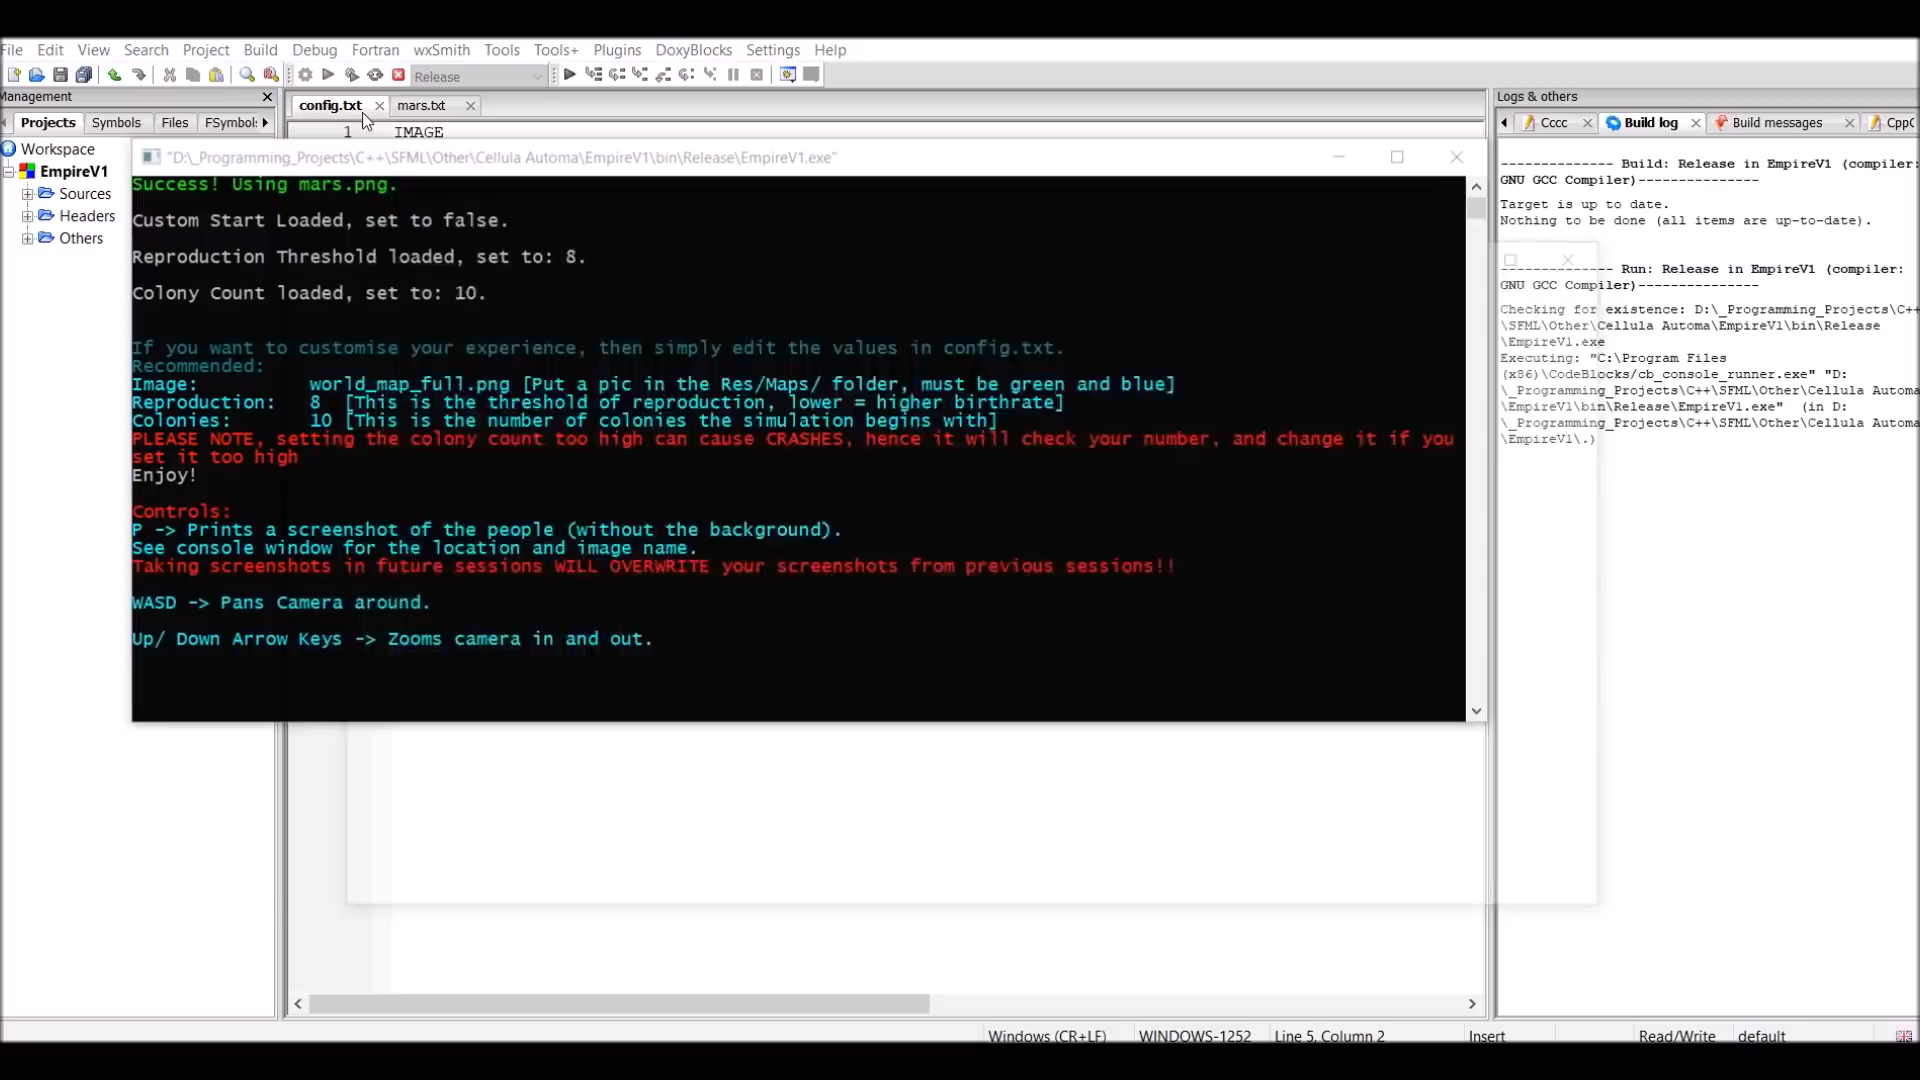 File Edit View Search Project Build Debug Fortran wxSmith Tools Tools+ Plugins DoxyBlocks Settings Help
Release
Management
Projects Symbols Files FSymbol:
Workspace
EmpireV1
Sources
Headers
Others
config.txt mars.txt
1 IMAGE
"D:\_Programming_Projects\C++\SFML\Other\Cellula Automa\EmpireV1\bin\Release\EmpireV1.exe"
Success! Using mars.png.
Custom Start Loaded, set to false.
Reproduction Threshold loaded, set to: 8.
Colony Count loaded, set to: 10.
If you want to customise your experience, then simply edit the values in config.txt.
Recommended:
Image: world_map_full.png [Put a pic in the Res/Maps/ folder, must be green and blue]
Reproduction: 8 [This is the threshold of reproduction, lower = higher birthrate]
Colonies: 10 [This is the number of colonies the simulation begins with]
PLEASE NOTE, setting the colony count too high can cause CRASHES, hence it will check your number, and change it if you
set it too high
Enjoy!
Controls:
P -> Prints a screenshot of the people (without the background).
See console window for the location and image name.
Taking screenshots in future sessions WILL OVERWRITE your screenshots from previous sessions!!
WASD -> Pans Camera around.
Up/ Down Arrow Keys -> Zooms camera in and out.
Logs & others
Cccc Build log Build messages CppC
-------------- Build: Release in EmpireV1 (compiler:
GNU GCC Compiler)---------------
Target is up to date.
Nothing to be done (all items are up-to-date).
-------------- Run: Release in EmpireV1 (compiler:
GNU GCC Compiler)---------------
Checking for existence: D:\_Programming_Projects\C++
\SFML\Other\Cellula Automa\EmpireV1\bin\Release
\EmpireV1.exe
Executing: "C:\Program Files
(x86)\CodeBlocks/cb_console_runner.exe" "D:
\_Programming_Projects\C++\SFML\Other\Cellula Automa
\EmpireV1\bin\Release\EmpireV1.exe" (in D:
\_Programming_Projects\C++\SFML\Other\Cellula Automa
\EmpireV1\.)
Windows (CR+LF) WINDOWS-1252 Line 5, Column 2 Insert Read/Write default